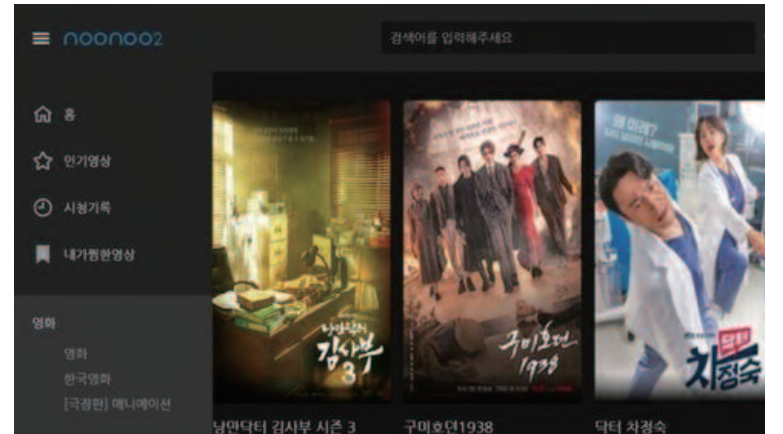 noonoo2
검색어를 입력해주세요
홈
인기영상
시청기록
내가찜한영상
영화
영화
한국영화
[극장판] 애니메이션
낭만닥터
김사부
3
구미호뎐
1938
왜 이래?
닥터
차정숙
낭만닥터 김사부 시즌 3
구미호뎐1938
닥터 차정숙